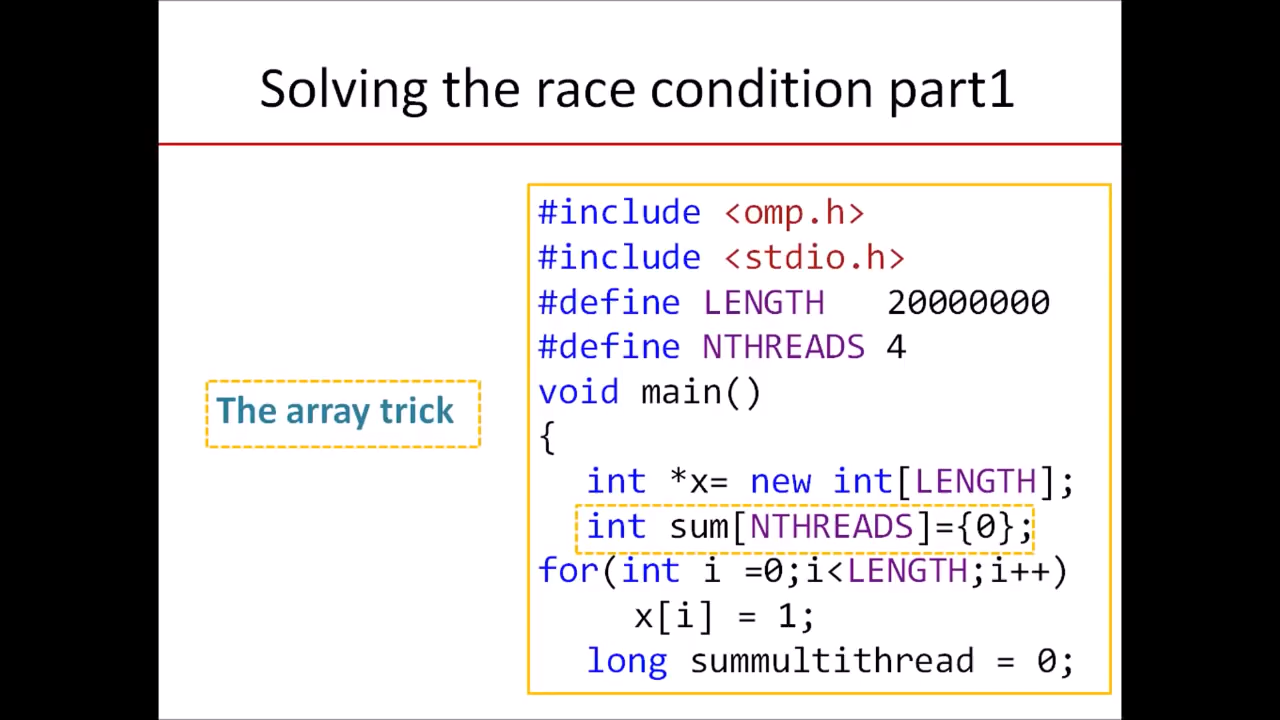 Solving the race condition part1
The array trick
#include <omp.h>
#include <stdio.h>
#define LENGTH   20000000
#define NTHREADS 4
void main()
{
int *x= new int[LENGTH];
int sum[NTHREADS]={0};
for(int i =0;i<LENGTH;i++)
x[i] = 1;
long summultithread = 0;